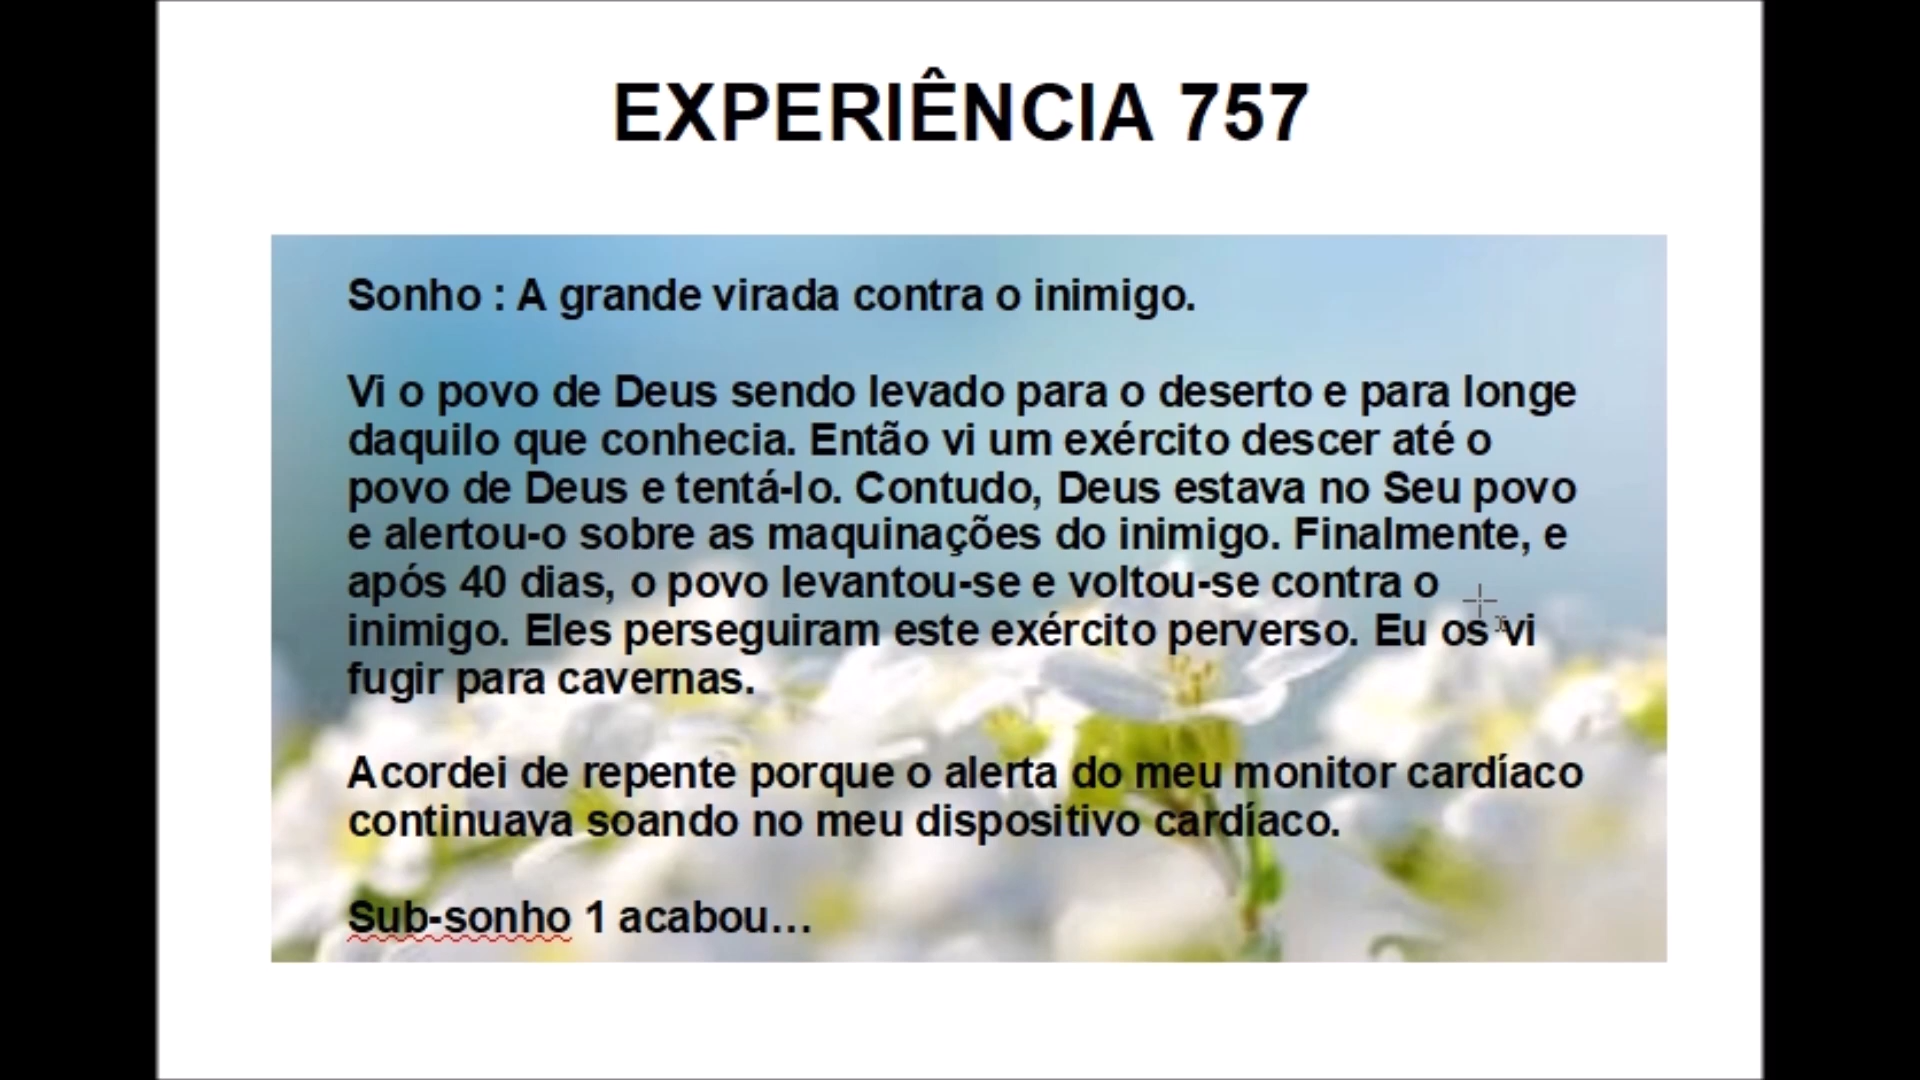 EXPERIÊNCIA 757
Sonho : A grande virada contra o inimigo.
Vi o povo de Deus sendo levado para o deserto e para longe
daquilo que conhecia. Então vi um exército descer até o
povo de Deus e tentá-lo. Contudo, Deus estava no Seu povo
e alertou-o sobre as maquinações do inimigo. Finalmente, e
após 40 dias, o povo levantou-se e voltou-se contra o
inimigo. Eles perseguiram este exército perverso. Eu os vi
fugir para cavernas.
Acordei de repente porque o alerta do meu monitor cardíaco
continuava soando no meu dispositivo cardíaco.
Sub-sonho 1 acabou...